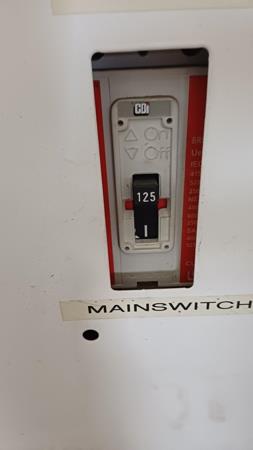 CDi
△ On
▽ Off
125
I
MAINSWITCH